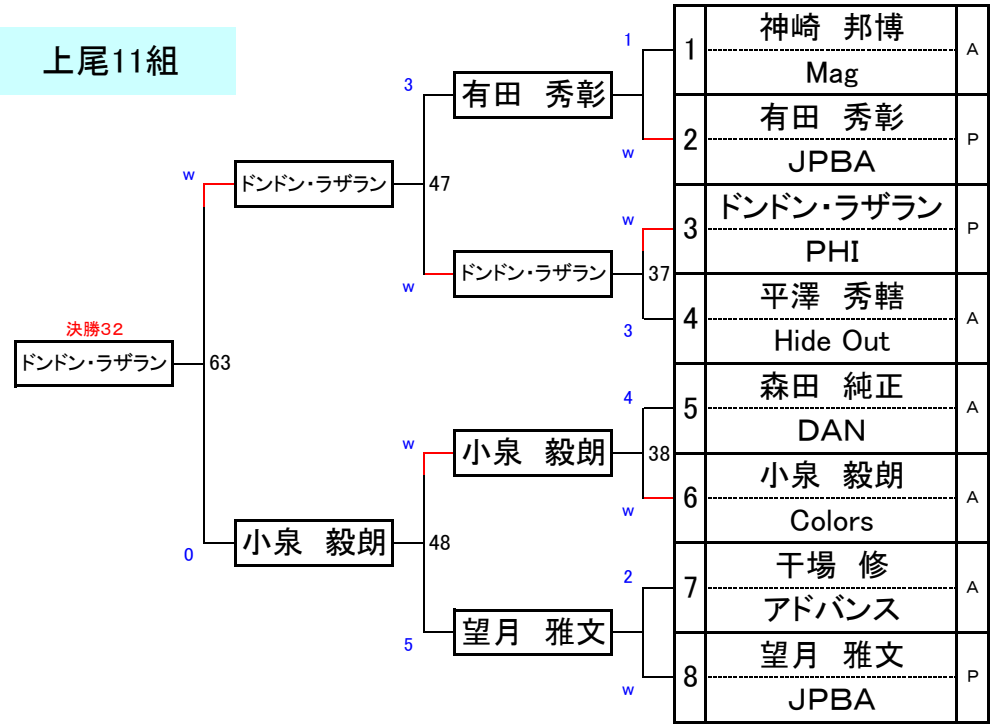 上尾11組
決勝32
ドンドン・ラザラン
63
w
ドンドン・ラザラン
47
0
小泉　毅朗
48
3
有田　秀彰
w
ドンドン・ラザラン
37
w
小泉　毅朗
38
5
望月　雅文
1
w
w
3
4
w
2
w
1 神崎　邦博 A
Mag
2 有田　秀彰 P
JPBA
3 ドンドン・ラザラン P
PHI
4 平澤　秀轄 A
Hide Out
5 森田　純正 A
DAN
6 小泉　毅朗 A
Colors
7 干場　修 A
アドバンス
8 望月　雅文 P
JPBA